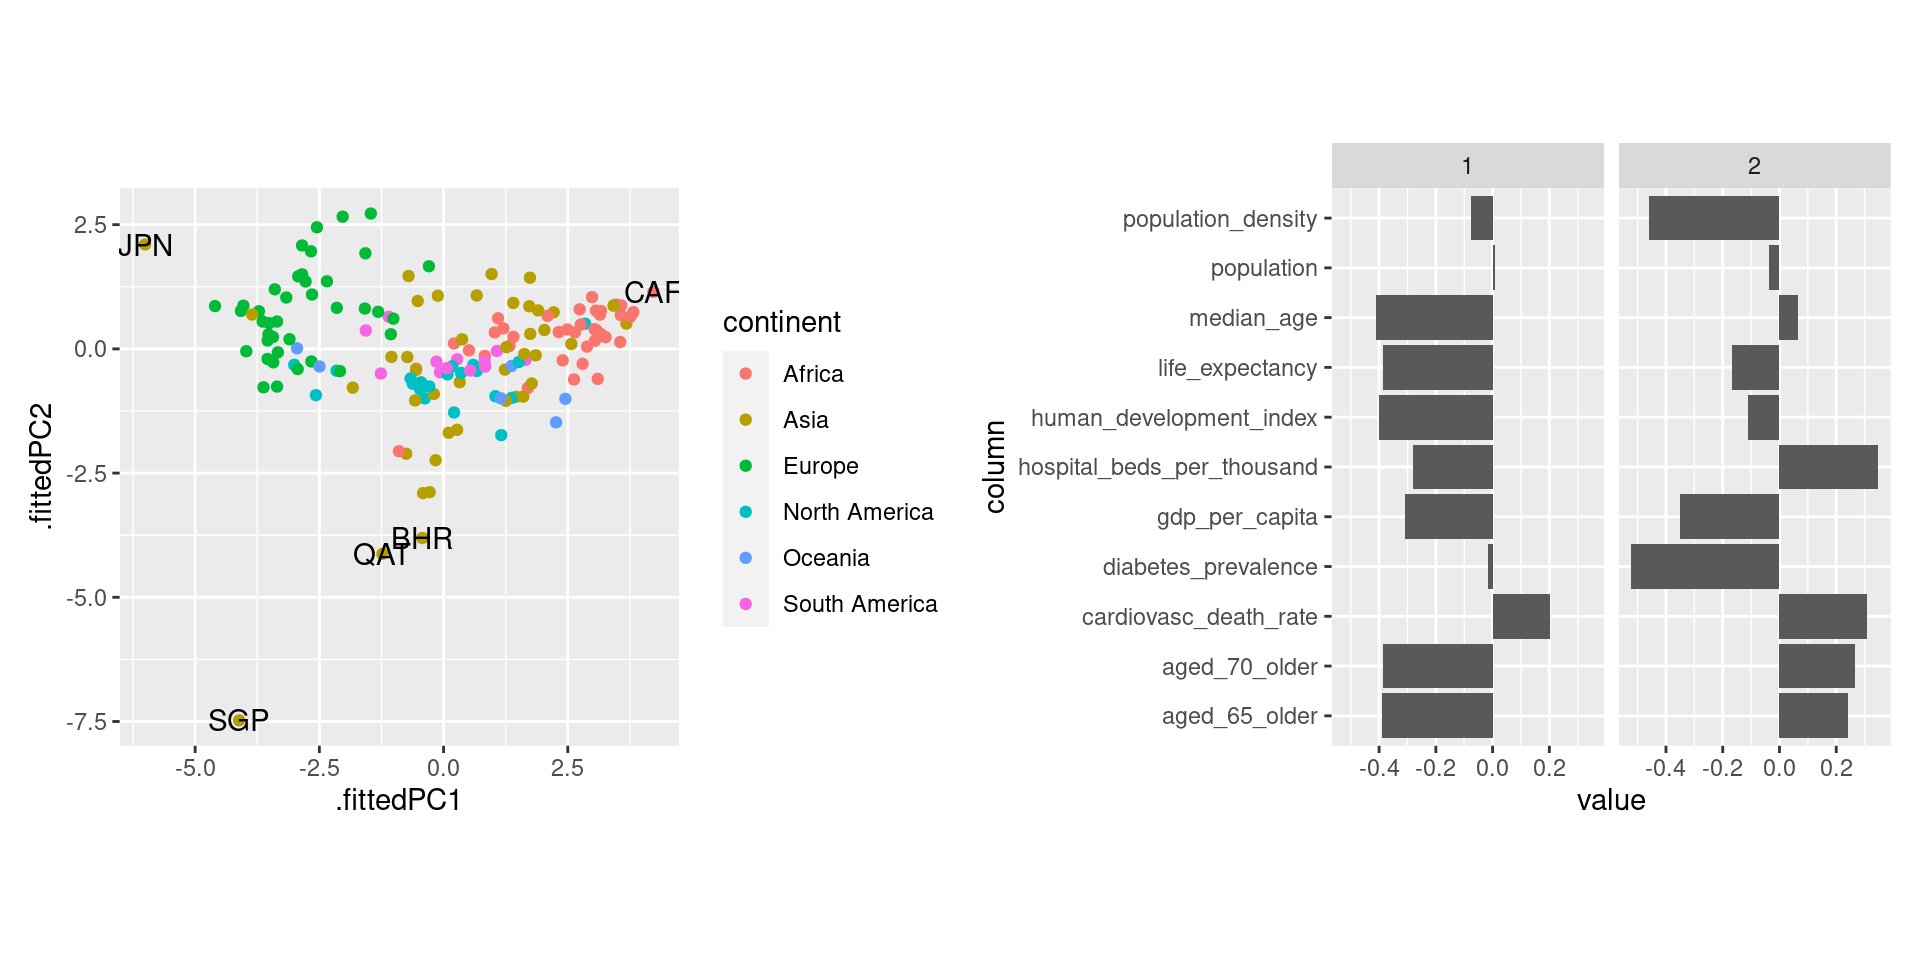 .fittedPC2
2.5
0.0
-2.5
-5.0
-7.5
JPN
CAF
BHR
QAT
SGP
-5.0 -2.5 0.0 2.5
.fittedPC1
continent
Africa
Asia
Europe
North America
Oceania
South America
column
1 2
population_density
population
median_age
life_expectancy
human_development_index
hospital_beds_per_thousand
gdp_per_capita
diabetes_prevalence
cardiovasc_death_rate
aged_70_older
aged_65_older
-0.4 -0.2 0.0 0.2 -0.4 -0.2 0.0 0.2
value